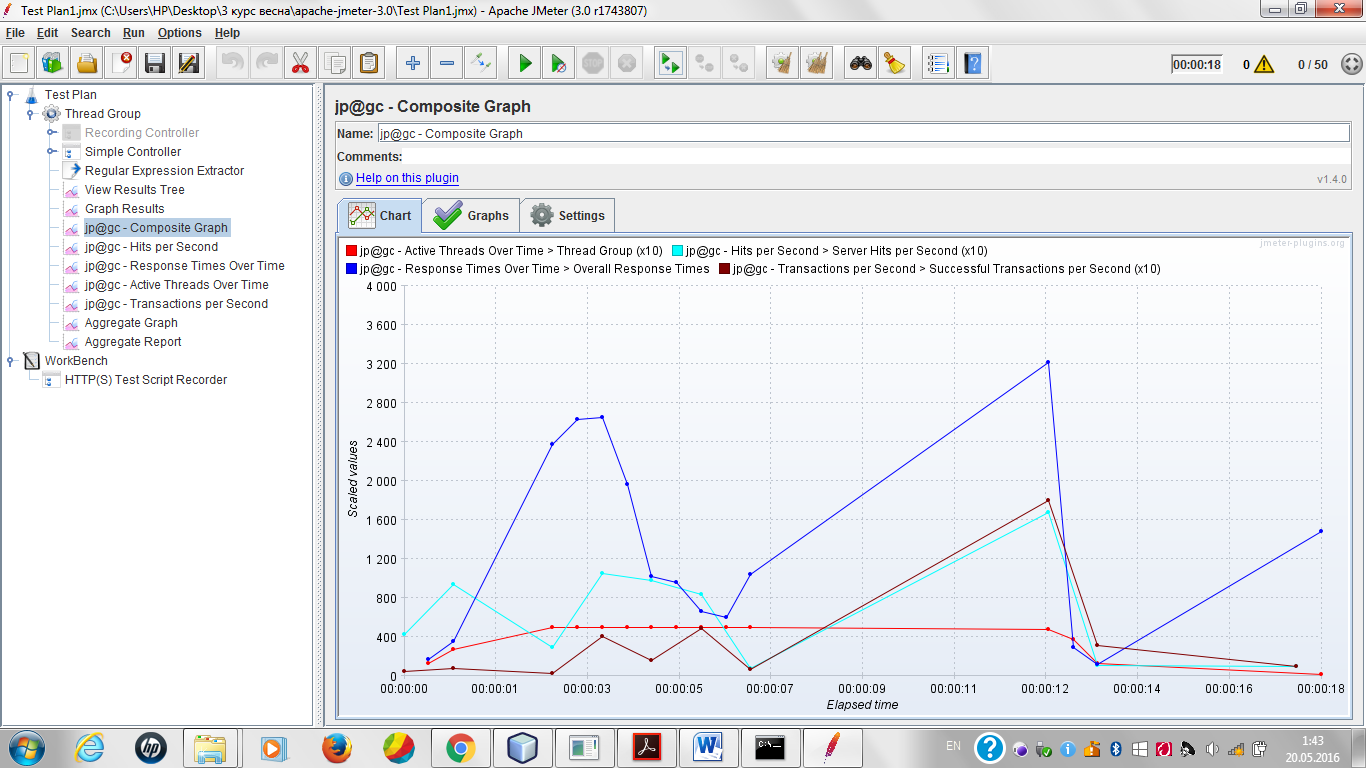 Test Plan1.jmx (C:\Users\HP\Desktop\3 курс весна\apache-jmeter-3.0\Test Plan1.jmx) - Apache JMeter (3.0 r1743807)
File Edit Search Run Options Help
STOP 00:00:18 0 0 / 50
Test Plan
Thread Group
Recording Controller
Simple Controller
Regular Expression Extractor
View Results Tree
Graph Results
jp@gc - Composite Graph
jp@gc - Hits per Second
jp@gc - Response Times Over Time
jp@gc - Active Threads Over Time
jp@gc - Transactions per Second
Aggregate Graph
Aggregate Report
WorkBench
HTTP(S) Test Script Recorder
jp@gc - Composite Graph
Name: jp@gc - Composite Graph
Comments:
Help on this plugin v1.4.0
Chart Graphs Settings
jmeter-plugins.org
jp@gc - Active Threads Over Time > Thread Group (x10) jp@gc - Hits per Second > Server Hits per Second (x10)
jp@gc - Response Times Over Time > Overall Response Times jp@gc - Transactions per Second > Successful Transactions per Second (x10)
4 000
3 600
3 200
2 800
2 400
2 000
1 600
1 200
800
400
0
Scaled values
00:00:00 00:00:01 00:00:03 00:00:05 00:00:07 00:00:09 00:00:11 00:00:12 00:00:14 00:00:16 00:00:18
Elapsed time
hp C:\ EN 1:43
20.05.2016